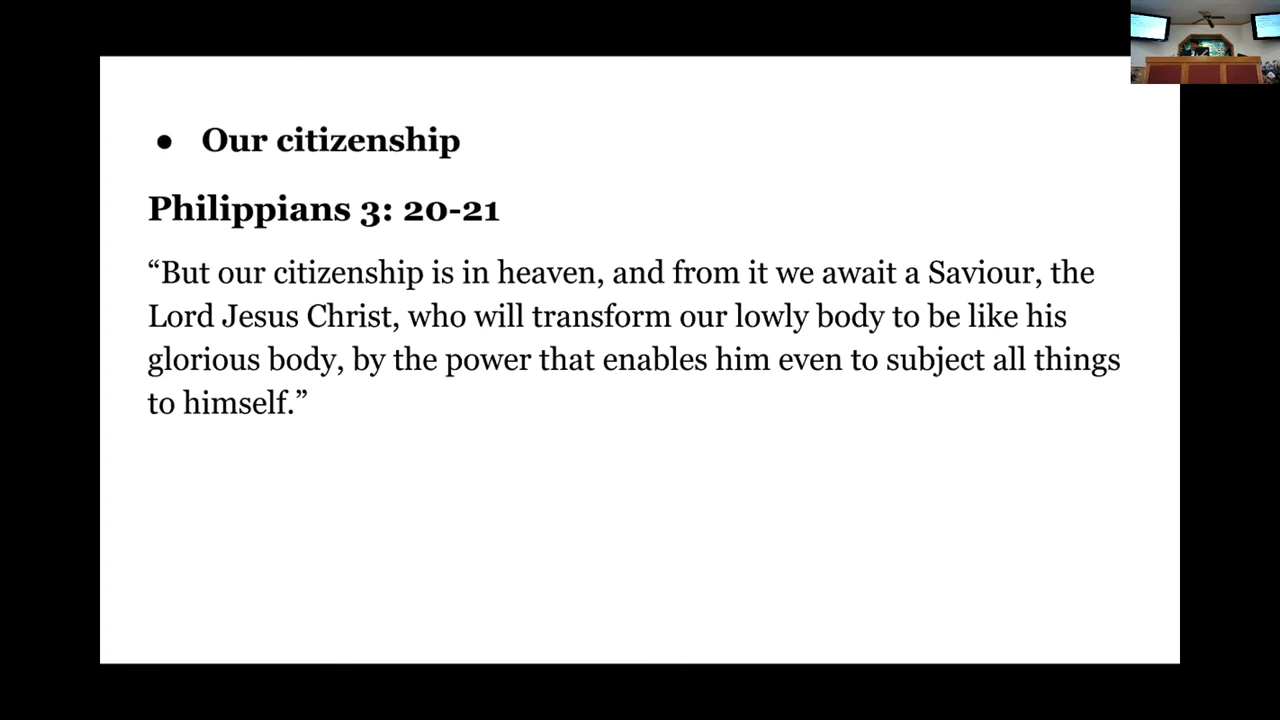 ● Our citizenship
Philippians 3: 20-21
“But our citizenship is in heaven, and from it we await a Saviour, the
Lord Jesus Christ, who will transform our lowly body to be like his
glorious body, by the power that enables him even to subject all things
to himself.”